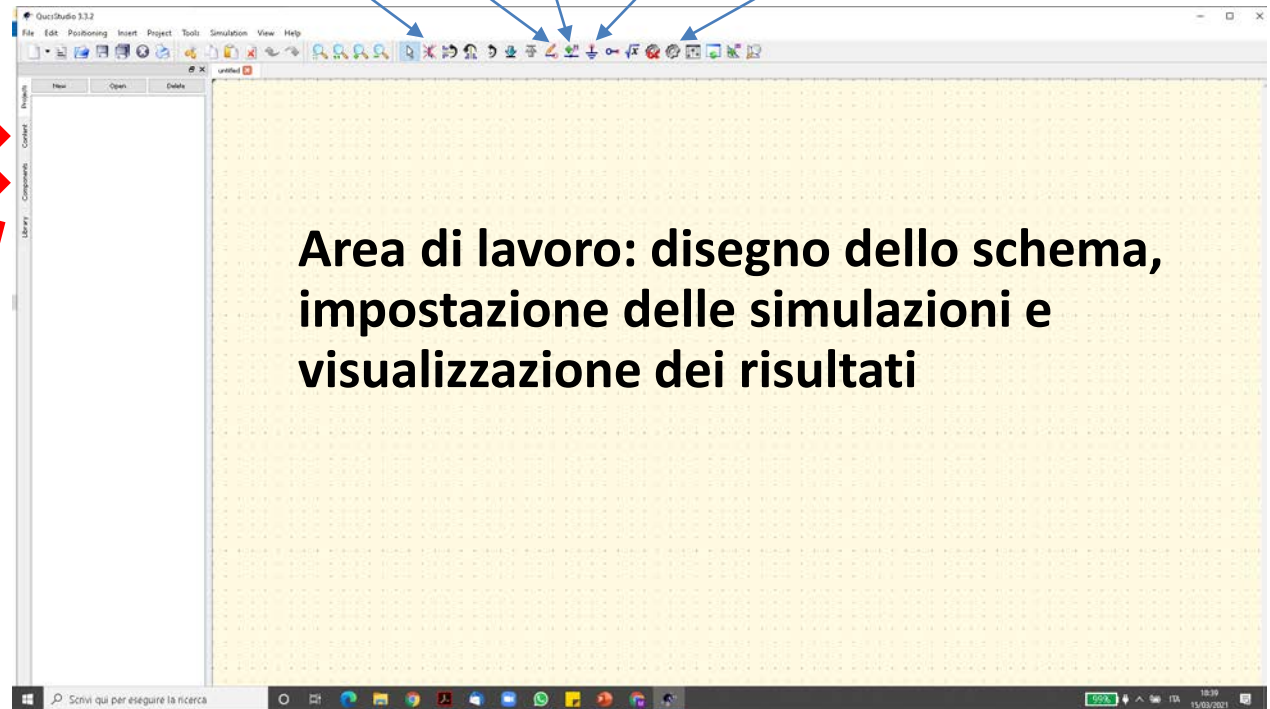 QucsStudio 3.3.2
File Edit Positioning Insert Project Tools Simulation View Help
untitled
New Open Delete
Projects
Content
Components
Library
Area di lavoro: disegno dello schema,
impostazione delle simulazioni e
visualizzazione dei risultati
Scrivi qui per eseguire la ricerca
99% ITA 18:39
15/03/2021